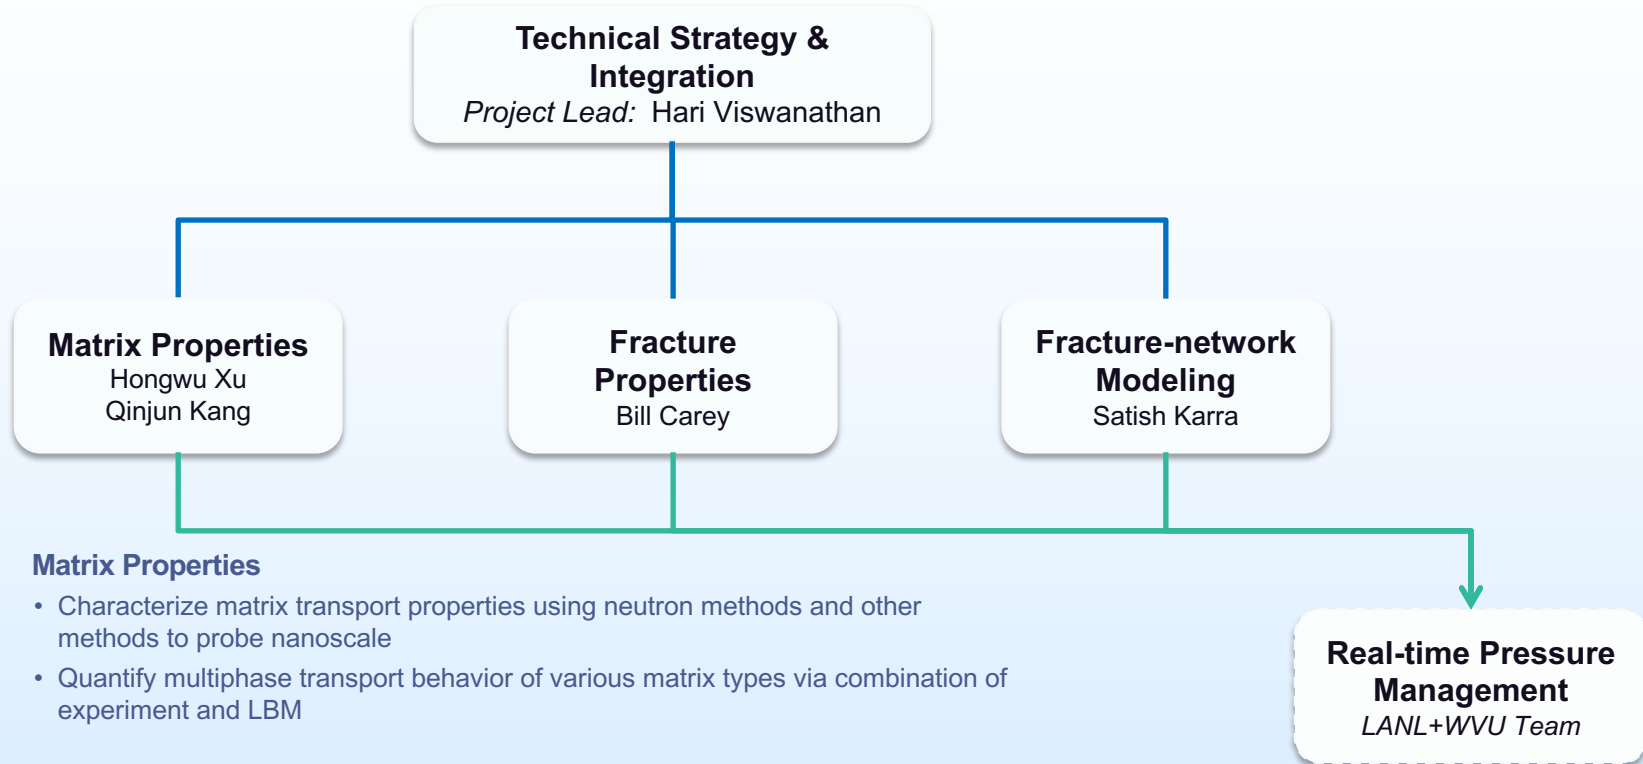 Technical Strategy &
Integration
Project Lead: Hari Viswanathan
Matrix Properties
Hongwu Xu
Qinjun Kang
Fracture
Properties
Bill Carey
Fracture-network
Modeling
Satish Karra
Matrix Properties
• Characterize matrix transport properties using neutron methods and other
methods to probe nanoscale
• Quantify multiphase transport behavior of various matrix types via combination of
experiment and LBM
Real-time Pressure
Management
LANL+WVU Team